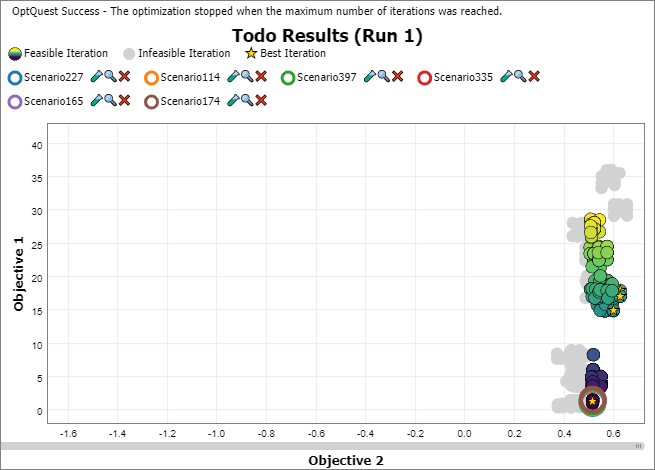 OptQuest Success - The optimization stopped when the maximum number of iterations was reached.
Todo Results (Run 1)
Feasible Iteration Infeasible Iteration Best Iteration
Scenario227 Scenario114 Scenario397 Scenario335
Scenario165 Scenario174
40
35
30
25
20
15
10
5
0
Objective 1
-1.6 -1.4 -1.2 -1.0 -0.8 -0.6 -0.4 -0.2 0.0 0.2 0.4 0.6
Objective 2